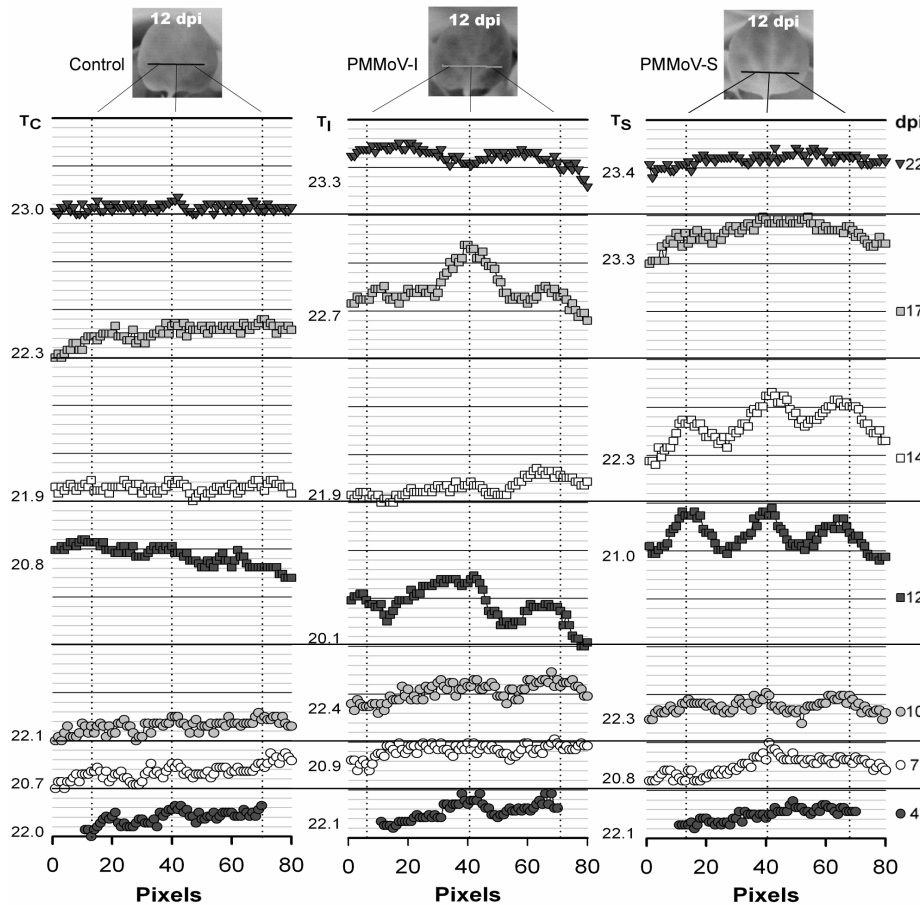 12 dpi 12 dpi 12 dpi
Control PMMoV-I PMMoV-S
TC TI TS dpi
23.0 23.3 23.4 22
22.3 22.7 23.3 17
21.9 21.9 22.3 14
20.8 20.1 21.0 12
22.1 22.4 22.3 10
20.7 20.9 20.8 7
22.0 22.1 22.1 4
0 20 40 60 80 0 20 40 60 80 0 20 40 60 80
Pixels Pixels Pixels